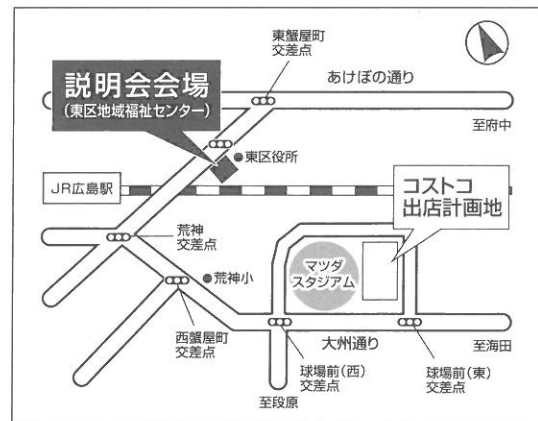 東蟹屋町
交差点
あけぼの通り
説明会会場
(東区地域福祉センター)
至府中
東区役所
JR広島駅
コストコ
出店計画地
荒神
交差点
荒神小
マツダ
スタジアム
西蟹屋町
交差点
大州通り
至海田
球場前(西)
交差点
球場前(東)
交差点
至段原